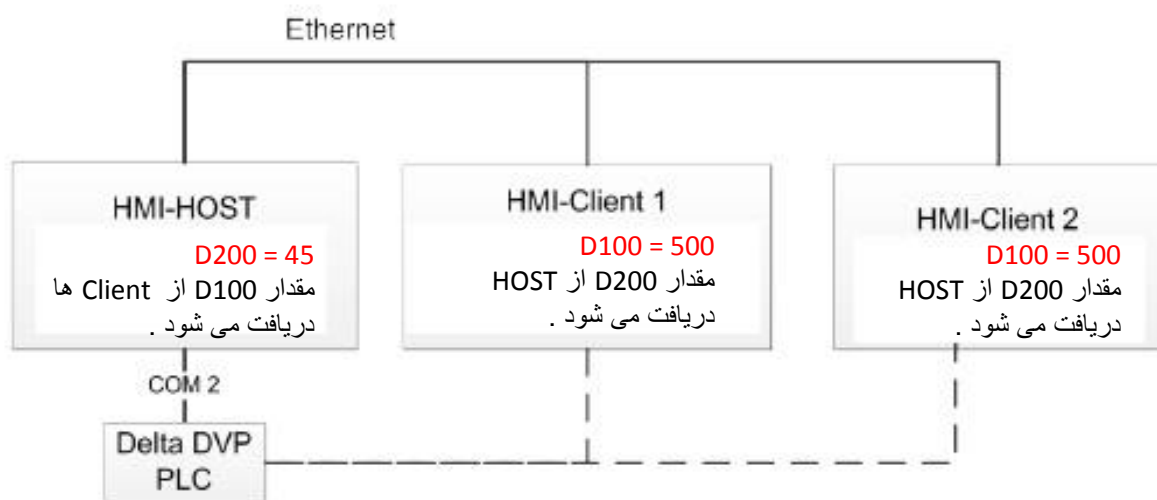 Ethernet
HMI-HOST
D200 = 45
مقدار D100 از Client ها
دریافت می شود .
HMI-Client 1
D100 = 500
مقدار D200 از HOST
دریافت می شود .
HMI-Client 2
D100 = 500
مقدار D200 از HOST
دریافت می شود .
COM 2
Delta DVP
PLC